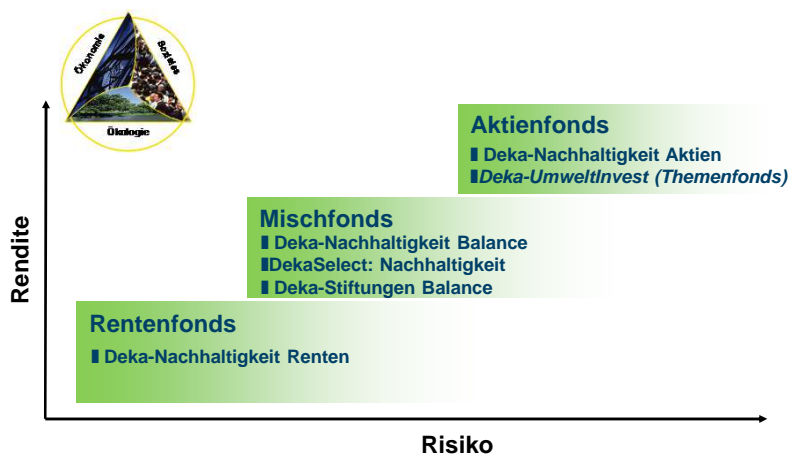 Ökonomie
Soziales
Ökologie
Aktienfonds
Deka-Nachhaltigkeit Aktien
Deka-UmweltInvest (Themenfonds)
Mischfonds
Deka-Nachhaltigkeit Balance
DekaSelect: Nachhaltigkeit
Deka-Stiftungen Balance
Rentenfonds
Deka-Nachhaltigkeit Renten
Rendite
Risiko